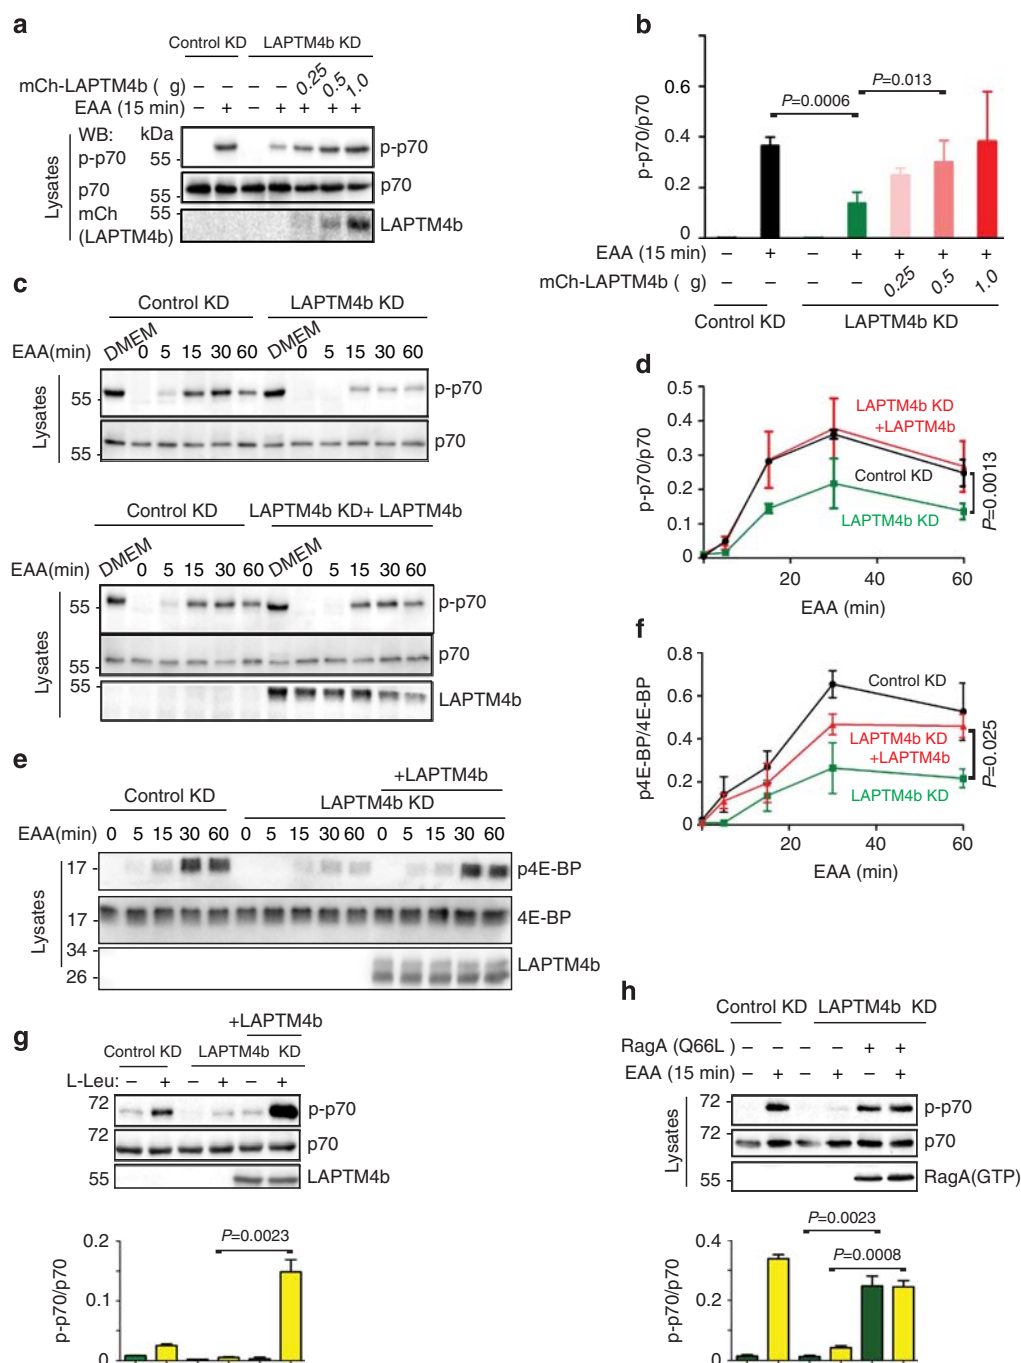 a
Control KD LAPTM4b KD
mCh-LAPTM4b ( g) – – – – 0.25 0.5 1.0
EAA (15 min) – + – + + + +
WB: kDa
p-p70 55 p-p70
p70 55 p70
mCh (LAPTM4b) 55 LAPTM4b
Lysates
b
p-p70/p70
0.6
0.4
0.2
0
P=0.0006
P=0.013
EAA (15 min) – + – + + + +
mCh-LAPTM4b ( g) – – – – 0.25 0.5 1.0
Control KD LAPTM4b KD
c
Control KD LAPTM4b KD
EAA(min) DMEM 0 5 15 30 60 DMEM 0 5 15 30 60
Lysates
55 p-p70
55 p70
Control KD LAPTM4b KD+ LAPTM4b
EAA(min) DMEM 0 5 15 30 60 DMEM 0 5 15 30 60
Lysates
55 p-p70
55 p70
55 LAPTM4b
d
p-p70/p70
0.5
0.4
0.3
0.2
0.1
0
LAPTM4b KD
+LAPTM4b
Control KD
LAPTM4b KD
P=0.0013
20 40 60
EAA (min)
e
+LAPTM4b
Control KD LAPTM4b KD
EAA(min) 0 5 15 30 60 0 5 15 30 60 0 5 15 30 60
Lysates
17 p4E-BP
17 4E-BP
34
26 LAPTM4b
f
p4E-BP/4E-BP
0.8
0.6
0.4
0.2
0
Control KD
LAPTM4b KD
+LAPTM4b
LAPTM4b KD
P=0.025
20 40 60
EAA (min)
g
+LAPTM4b
Control KD LAPTM4b KD
L-Leu: – + – + – +
72 p-p70
72 p70
55 LAPTM4b
p-p70/p70
0.2
0.1
0
P=0.0023
h
Control KD LAPTM4b KD
RagA (Q66L ) – – – – + +
EAA (15 min) – + – + – +
Lysates
72 p-p70
72 p70
55 RagA(GTP)
p-p70/p70
0.4
0.2
0
P=0.0023
P=0.0008